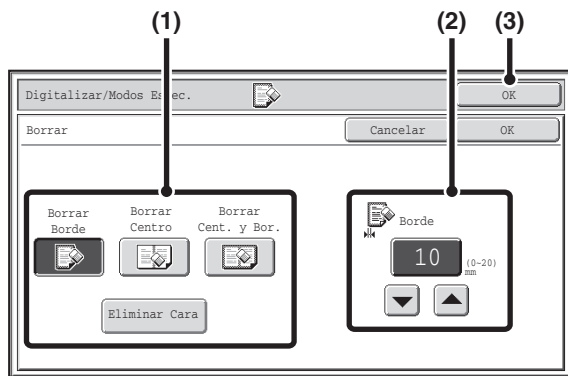 (1) (2) (3)
Digitalizar/Modos Espec. OK
Borrar Cancelar OK
Borrar Borde
Borrar Centro
Borrar Cent. y Bor.
Eliminar Cara
Borde
10 (0~20) mm